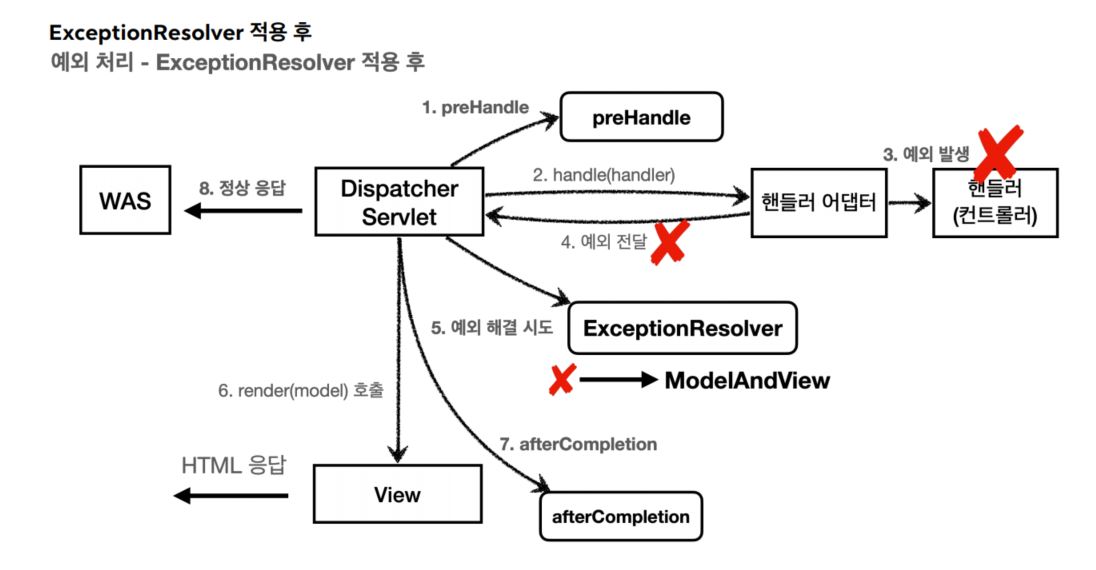 ExceptionResolver 적용 후
예외 처리 - ExceptionResolver 적용 후
1. preHandle
preHandle
3. 예외 발생
WAS
8. 정상 응답
Dispatcher
Servlet
2. handle(handler)
핸들러 어댑터
핸들러
(컨트롤러)
4. 예외 전달
5. 예외 해결 시도
ExceptionResolver
ModelAndView
6. render(model) 호출
7. afterCompletion
HTML 응답
View
afterCompletion